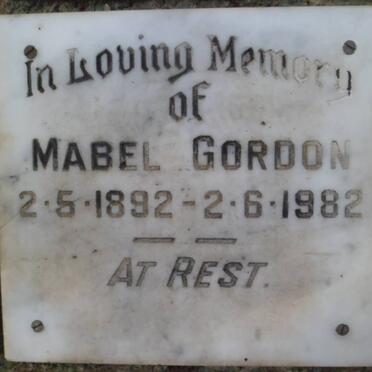 In Loving Memory
of
MABEL GORDON
2·5·1892 - 2·6·1982
AT REST.